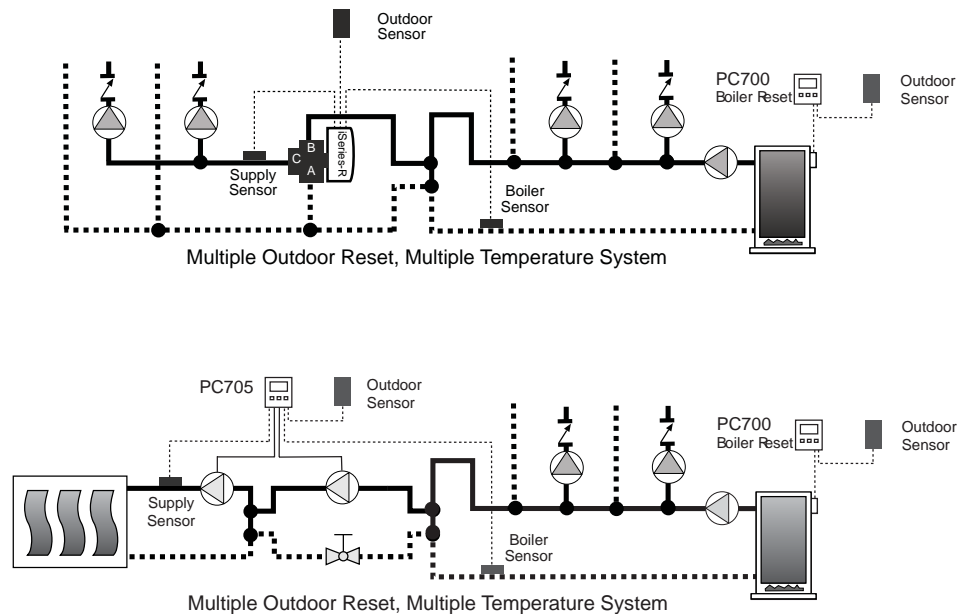 Outdoor
Sensor
PC700
Boiler Reset
Outdoor
Sensor
B
C
A
iSeries-R
Supply
Sensor
Boiler
Sensor
Multiple Outdoor Reset, Multiple Temperature System
PC705
Outdoor
Sensor
PC700
Boiler Reset
Outdoor
Sensor
Supply
Sensor
Boiler
Sensor
Multiple Outdoor Reset, Multiple Temperature System